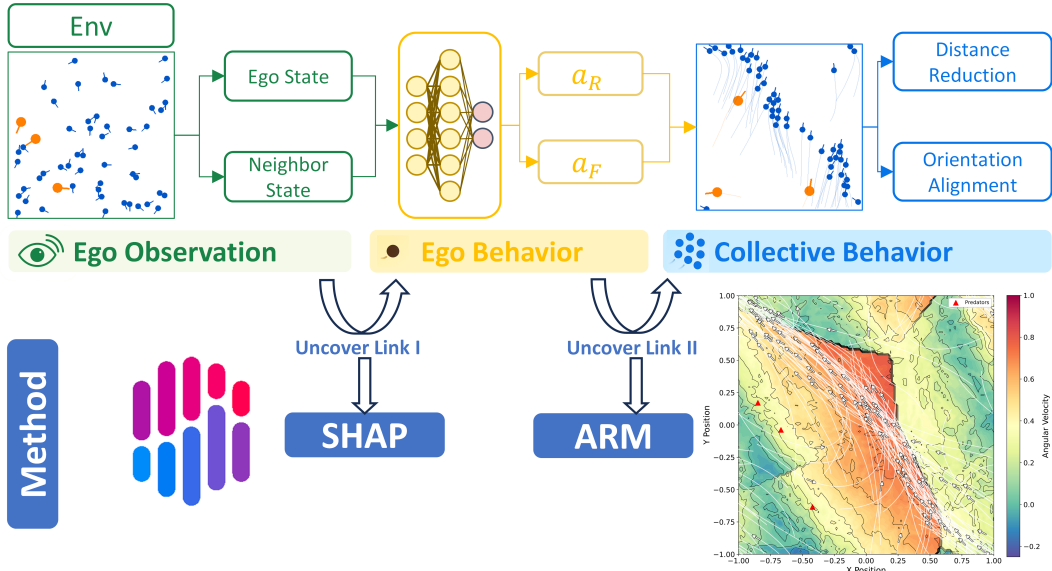 Env
Ego State
Neighbor
State
a_R
a_F
Distance
Reduction
Orientation
Alignment
Ego Observation
Ego Behavior
Collective Behavior
Uncover Link I
Uncover Link II
Method
SHAP
ARM
Predators
Y Position
1.00
0.75
0.50
0.25
0.00
−0.25
−0.50
−0.75
−1.00
−1.00 −0.75 −0.50 −0.25 0.00 0.25 0.50 0.75 1.00
X Position
1.0
0.8
0.6
0.4
0.2
0.0
−0.2
Angular Velocity